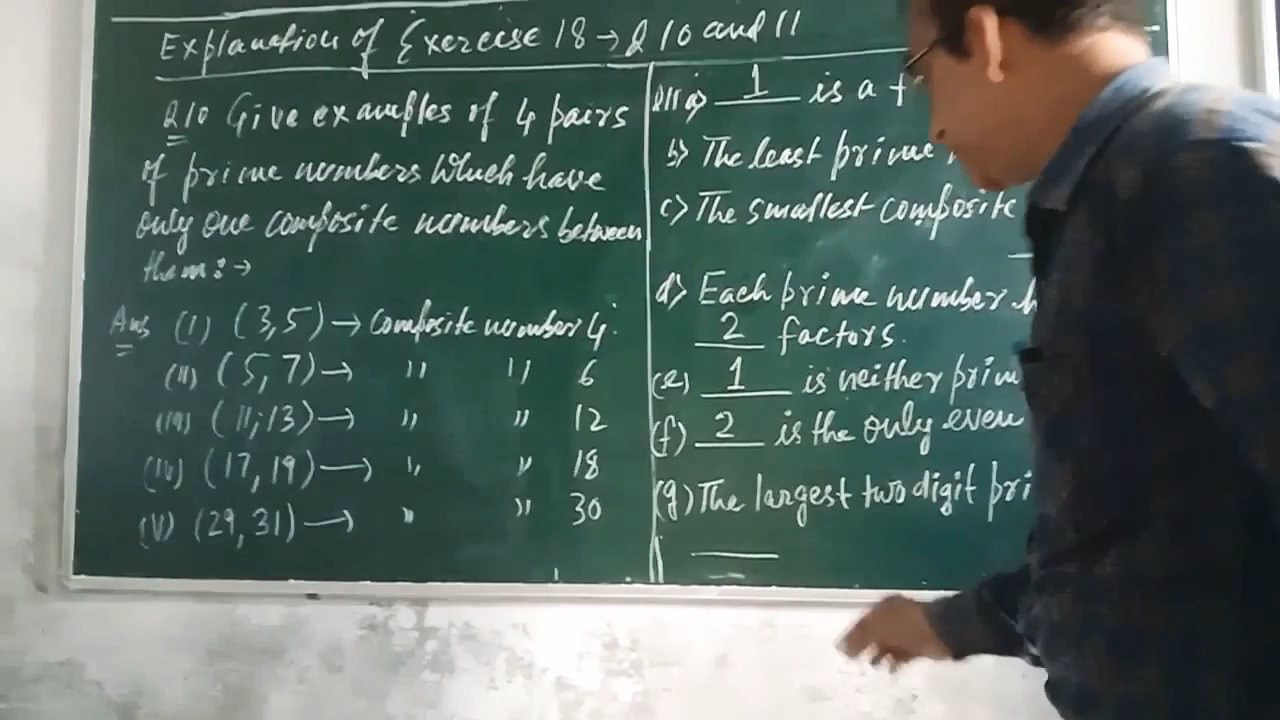 Explanation of Exercise 18 → Q 10 and 11
Q10 Give examples of 4 pairs
of prime numbers which have
only one composite numbers between
them:→
Ans (I) (3,5) → Composite number 4.
(II) (5,7) → " " 6
(III) (11,13) → " " 12
(IV) (17,19) → " " 18
(V) (29,31) → " " 30
Q11 a) 1 is a f
b) The least prime
c) The smallest composite
d) Each prime number h
2 factors.
(e) 1 is neither prime
(f) 2 is the only even
(g) The largest two digit pri